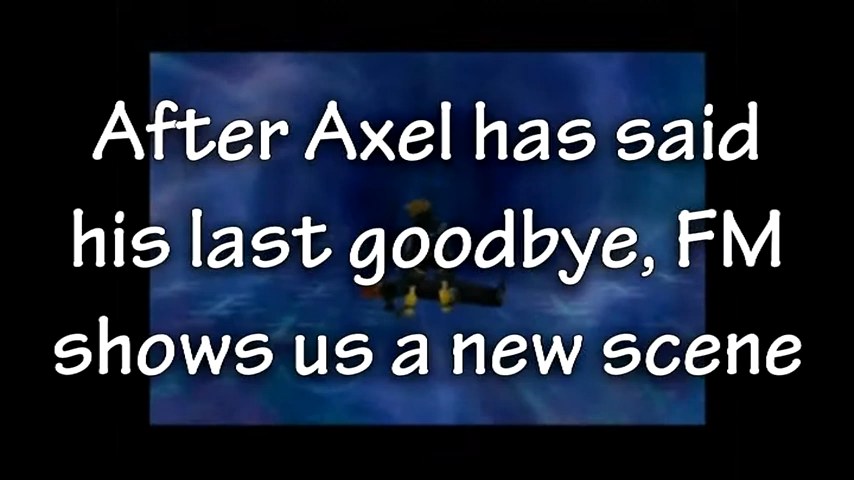 After Axel has said
his last goodbye, FM
shows us a new scene